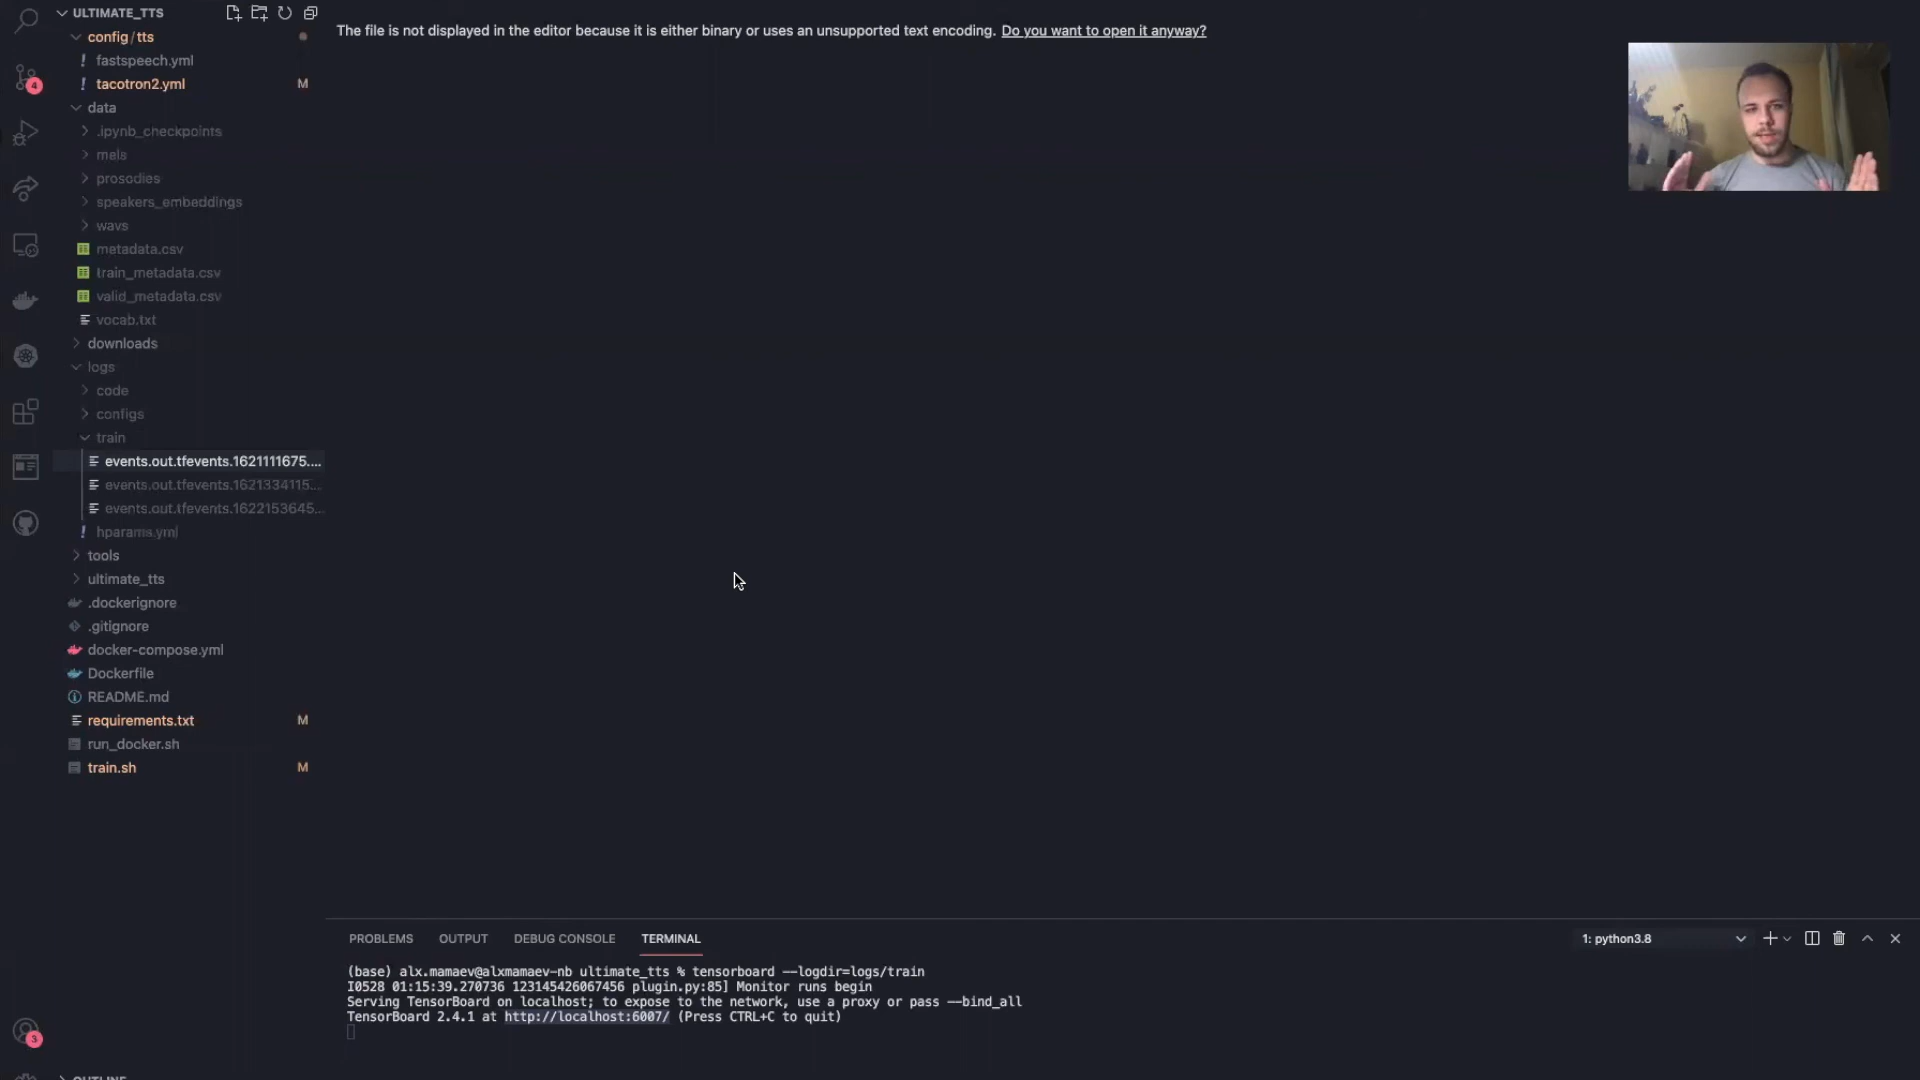 ULTIMATE_TTS
The file is not displayed in the editor because it is either binary or uses an unsupported text encoding. Do you want to open it anyway?
config/tts
! fastspeech.yml
4
! tacotron2.yml M
data
.ipynb_checkpoints
mels
prosodies
speakers_embeddings
wavs
metadata.csv
train_metadata.csv
valid_metadata.csv
vocab.txt
downloads
logs
code
configs
train
events.out.tfevents.1621111675....
events.out.tfevents.1621334115...
events.out.tfevents.1622153645...
! hparams.yml
tools
ultimate_tts
.dockerignore
.gitignore
docker-compose.yml
Dockerfile
README.md
requirements.txt M
run_docker.sh
train.sh M
PROBLEMS OUTPUT DEBUG CONSOLE TERMINAL 1: python3.8
(base) alx.mamaev@alxmamaev-nb ultimate_tts % tensorboard --logdir=logs/train
I0528 01:15:39.270736 123145426067456 plugin.py:85] Monitor runs begin
Serving TensorBoard on localhost; to expose to the network, use a proxy or pass --bind_all
TensorBoard 2.4.1 at http://localhost:6007/ (Press CTRL+C to quit)
3
OUTLINE